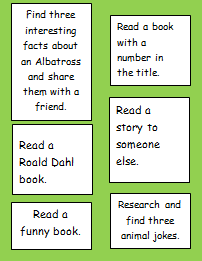 Find three
interesting
facts about
an Albatross
and share
them with a
friend.
Read a book
with a
number in
the title.
Read a
Roald Dahl
book.
Read a
story to
someone
else.
Read a
funny book.
Research and
find three
animal jokes.